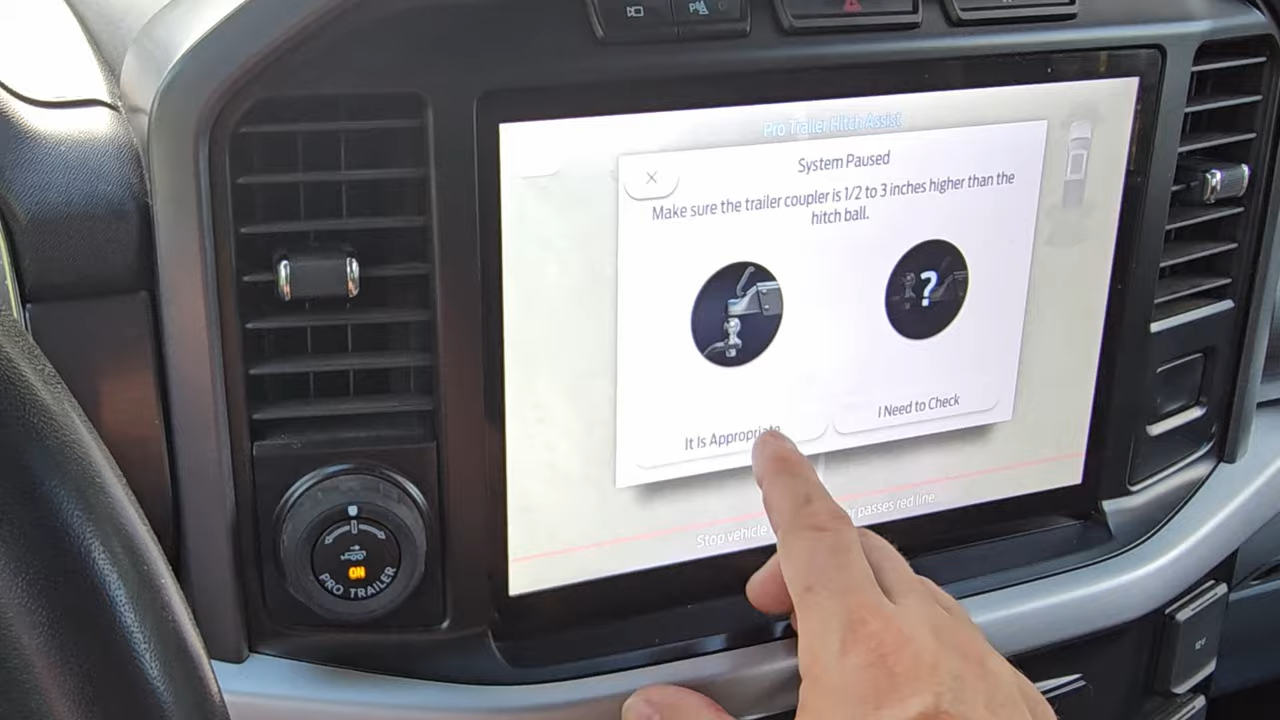 Pro Trailer Hitch Assist
System Paused
Make sure the trailer coupler is 1/2 to 3 inches higher than the
hitch ball.
?
It Is Appropriate
I Need to Check
Stop vehicle passes red line
ON
PRO TRAILER